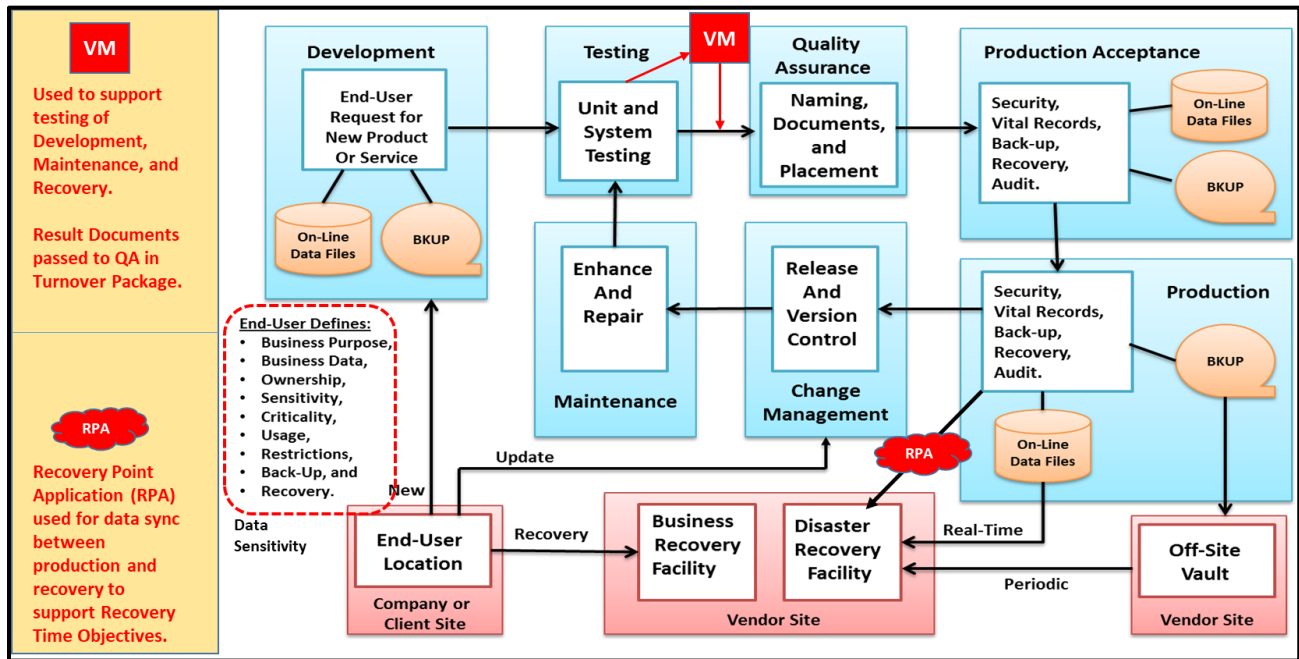 VM
Used to support
testing of
Development,
Maintenance, and
Recovery.
Result Documents
passed to QA in
Turnover Package.
RPA
Recovery Point
Application (RPA)
used for data sync
between
production and
recovery to
support Recovery
Time Objectives.
Development
End-User
Request for
New Product
Or Service
On-Line
Data Files
BKUP
Testing
Unit and
System
Testing
VM
Quality
Assurance
Naming,
Documents,
and
Placement
Production Acceptance
Security,
Vital Records,
Back-up,
Recovery,
Audit.
On-Line
Data Files
BKUP
End-User Defines:
• Business Purpose,
• Business Data,
• Ownership,
• Sensitivity,
• Criticality,
• Usage,
• Restrictions,
• Back-Up, and
• Recovery.
Enhance
And
Repair
Maintenance
Release
And
Version
Control
Change
Management
Production
Security,
Vital Records,
Back-up,
Recovery,
Audit.
BKUP
On-Line
Data Files
RPA
Update
New
Data
Sensitivity
End-User
Location
Company or
Client Site
Recovery
Business
Recovery
Facility
Disaster
Recovery
Facility
Vendor Site
Real-Time
Periodic
Off-Site
Vault
Vendor Site